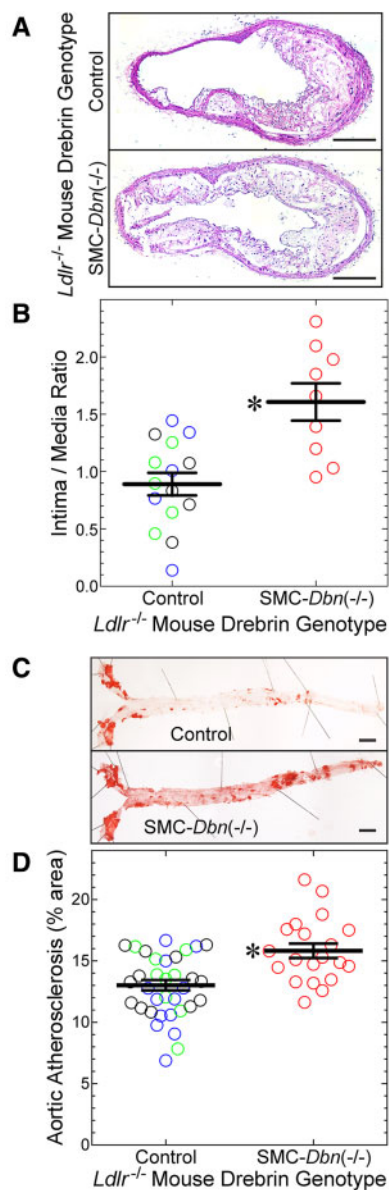 A
Ldlr-/- Mouse Drebrin Genotype
Control
SMC-Dbn(-/-)
B
Intima / Media Ratio
2.0
1.5
1.0
0.5
0.0
*
Control
SMC-Dbn(-/-)
Ldlr-/- Mouse Drebrin Genotype
C
Control
SMC-Dbn(-/-)
D
Aortic Atherosclerosis (% area)
20
15
10
5
0
*
Control
SMC-Dbn(-/-)
Ldlr-/- Mouse Drebrin Genotype